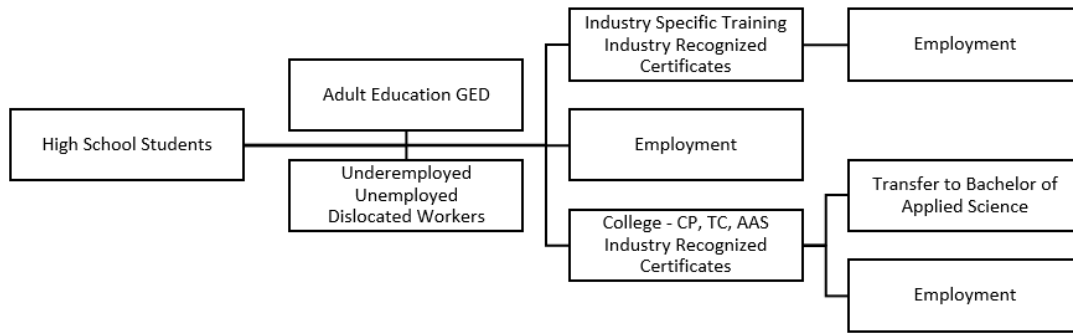 High School Students
Adult Education GED
Underemployed
Unemployed
Dislocated Workers
Industry Specific Training
Industry Recognized
Certificates
Employment
Employment
College - CP, TC, AAS
Industry Recognized
Certificates
Transfer to Bachelor of
Applied Science
Employment